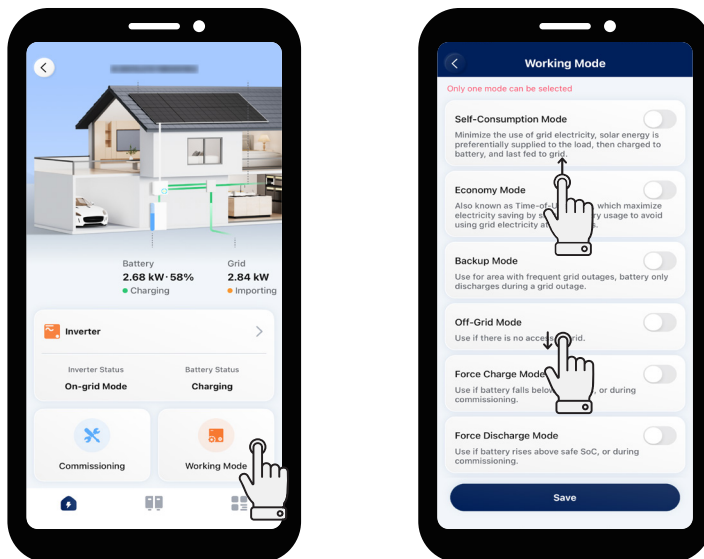 Battery
2.68 kW·58%
Charging
Grid
2.84 kW
Importing
Inverter
Inverter Status
On-grid Mode
Battery Status
Charging
Commissioning
Working Mode
Working Mode
Only one mode can be selected
Self-Consumption Mode
Minimize the use of grid electricity, solar energy is
preferentially supplied to the load, then charged to
battery, and last fed to grid.
Economy Mode
Also known as Time-of-U which maximize
electricity saving by usage to avoid
using grid electricity
Backup Mode
Use for area with frequent grid outages, battery only
discharges during a grid outage.
Off-Grid Mode
Use if there is no access grid.
Force Charge Mode
Use if battery falls below , or during
commissioning.
Force Discharge Mode
Use if battery rises above safe SoC, or during
commissioning.
Save